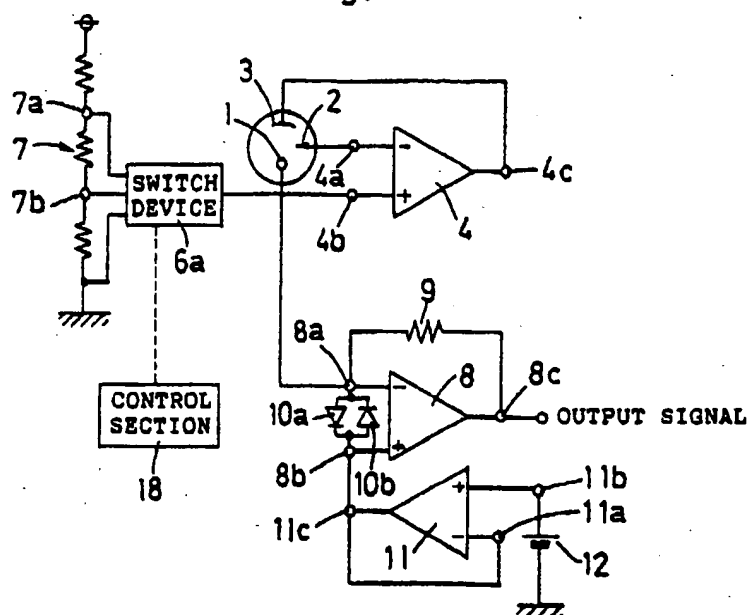 3
2
1
7a
7
7b
SWITCH
DEVICE
6a
4a
-
+
4b
4
4c
CONTROL
SECTION
18
9
8a
-
8
8c
OUTPUT SIGNAL
10a
10b
+
8b
11c
11
+
-
11b
11a
12